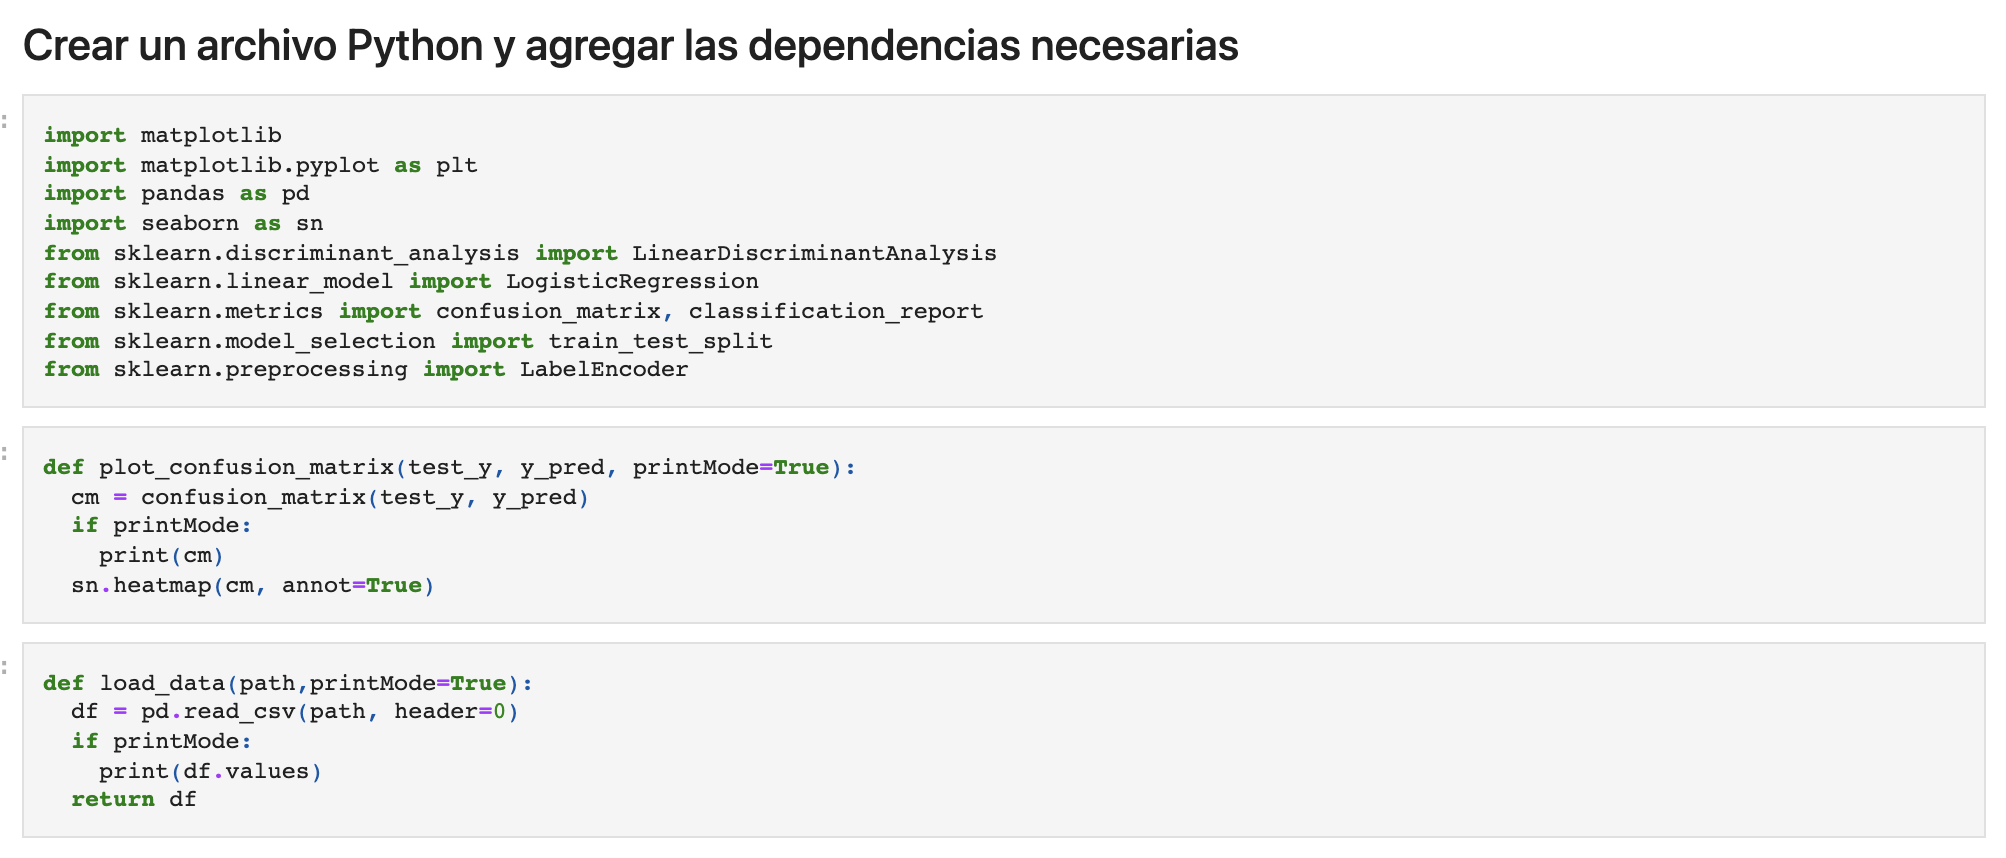 Crear un archivo Python y agregar las dependencias necesarias
:
import matplotlib
import matplotlib.pyplot as plt
import pandas as pd
import seaborn as sn
from sklearn.discriminant_analysis import LinearDiscriminantAnalysis
from sklearn.linear_model import LogisticRegression
from sklearn.metrics import confusion_matrix, classification_report
from sklearn.model_selection import train_test_split
from sklearn.preprocessing import LabelEncoder
:
def plot_confusion_matrix(test_y, y_pred, printMode=True):
  cm = confusion_matrix(test_y, y_pred)
  if printMode:
    print(cm)
  sn.heatmap(cm, annot=True)
:
def load_data(path,printMode=True):
  df = pd.read_csv(path, header=0)
  if printMode:
    print(df.values)
  return df